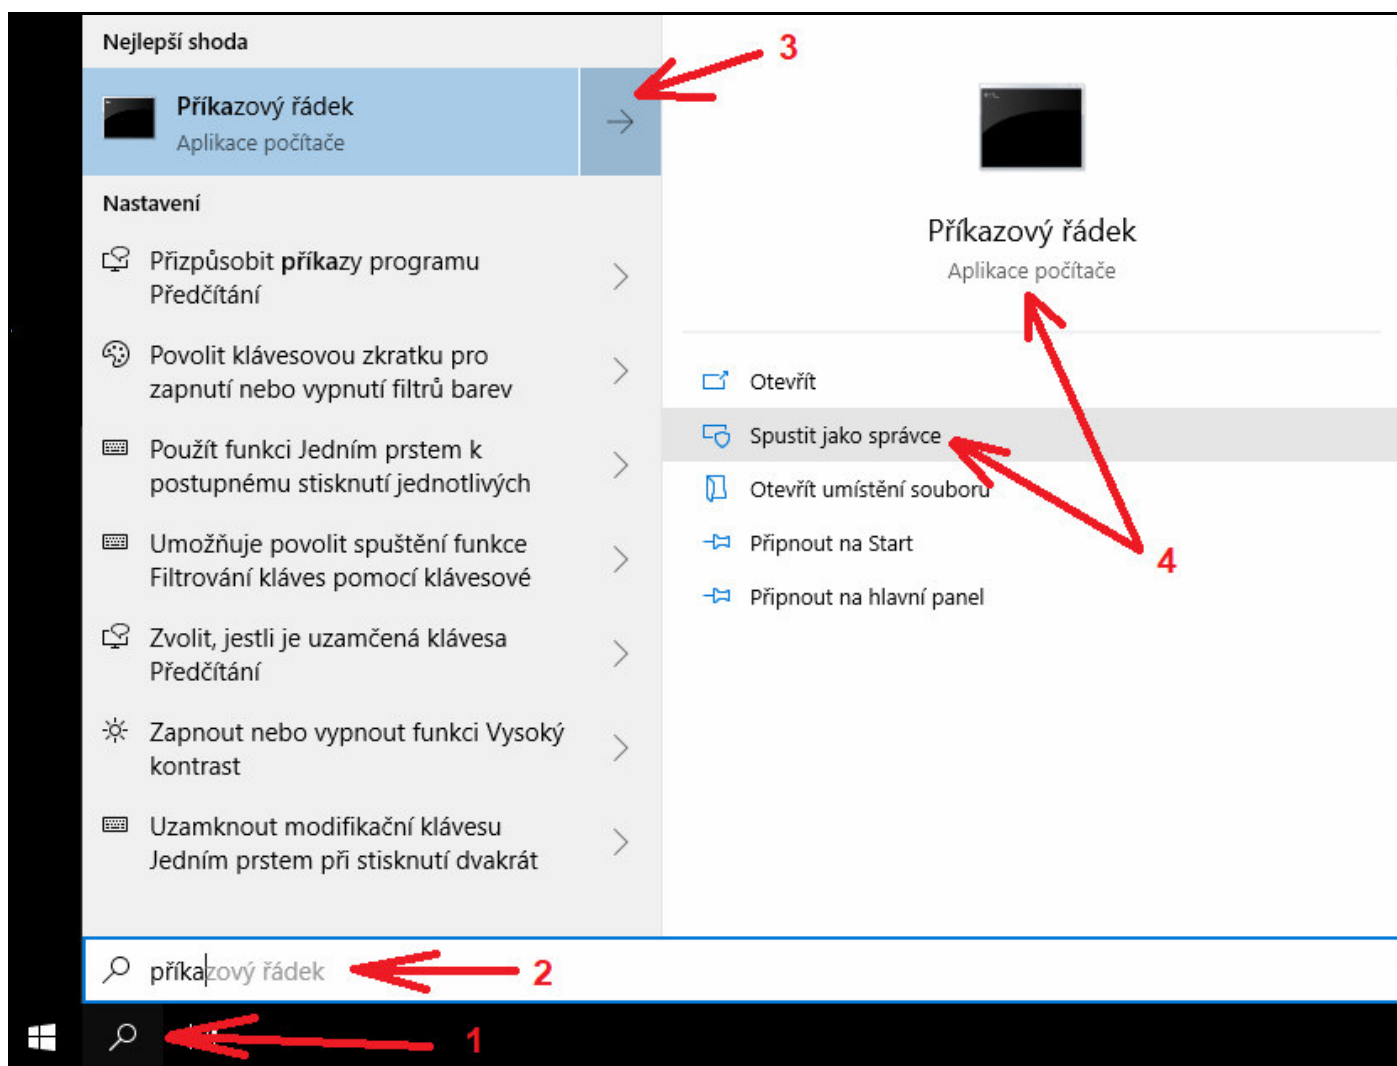 Nejlepší shoda
3
Příkazový řádek
Aplikace počítače
Příkazový řádek
Aplikace počítače
Nastavení
Přizpůsobit příkazy programu
Předčítání
Povolit klávesovou zkratku pro
zapnutí nebo vypnutí filtrů barev
Použít funkci Jedním prstem k
postupnému stisknutí jednotlivých
Umožňuje povolit spuštění funkce
Filtrování kláves pomocí klávesové
Zvolit, jestli je uzamčená klávesa
Předčítání
Zapnout nebo vypnout funkci Vysoký
kontrast
Uzamknout modifikační klávesu
Jedním prstem při stisknutí dvakrát
Otevřít
Spustit jako správce
Otevřít umístění souboru
Připnout na Start
4
Připnout na hlavní panel
příkazový řádek
2
1